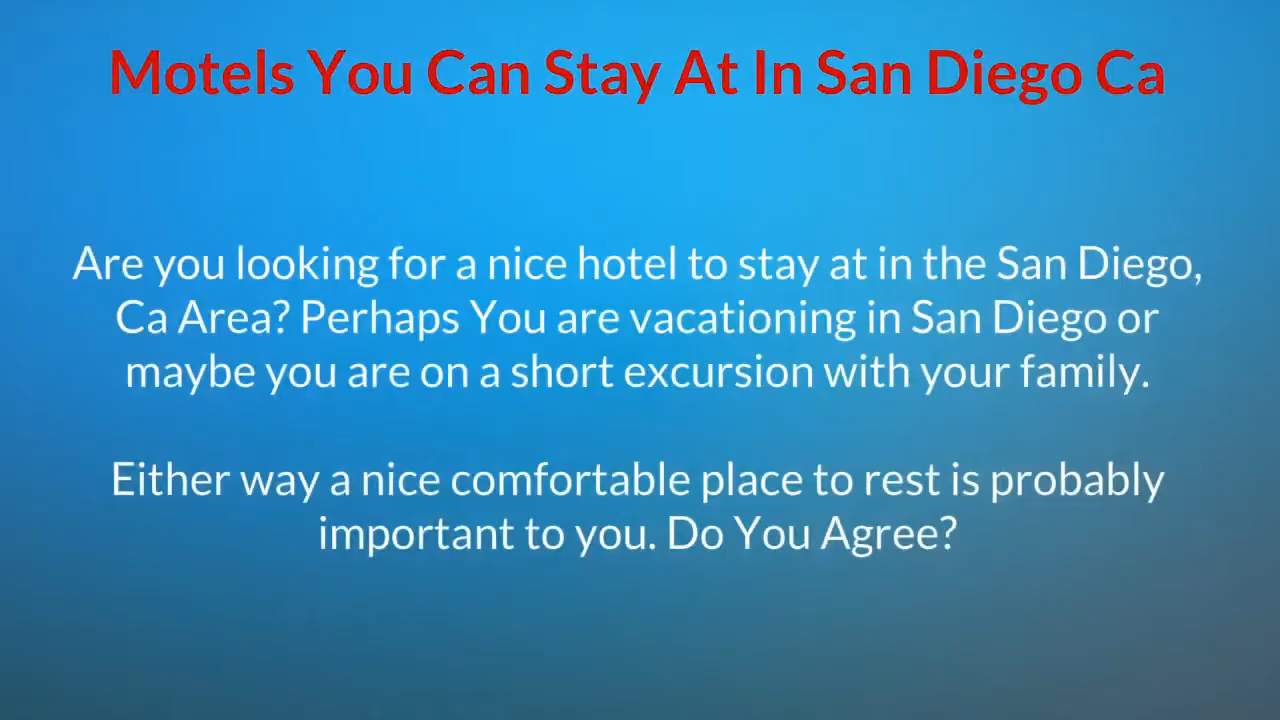 Motels You Can Stay At In San Diego Ca
Are you looking for a nice hotel to stay at in the San Diego,
Ca Area? Perhaps You are vacationing in San Diego or
maybe you are on a short excursion with your family.
Either way a nice comfortable place to rest is probably
important to you. Do You Agree?